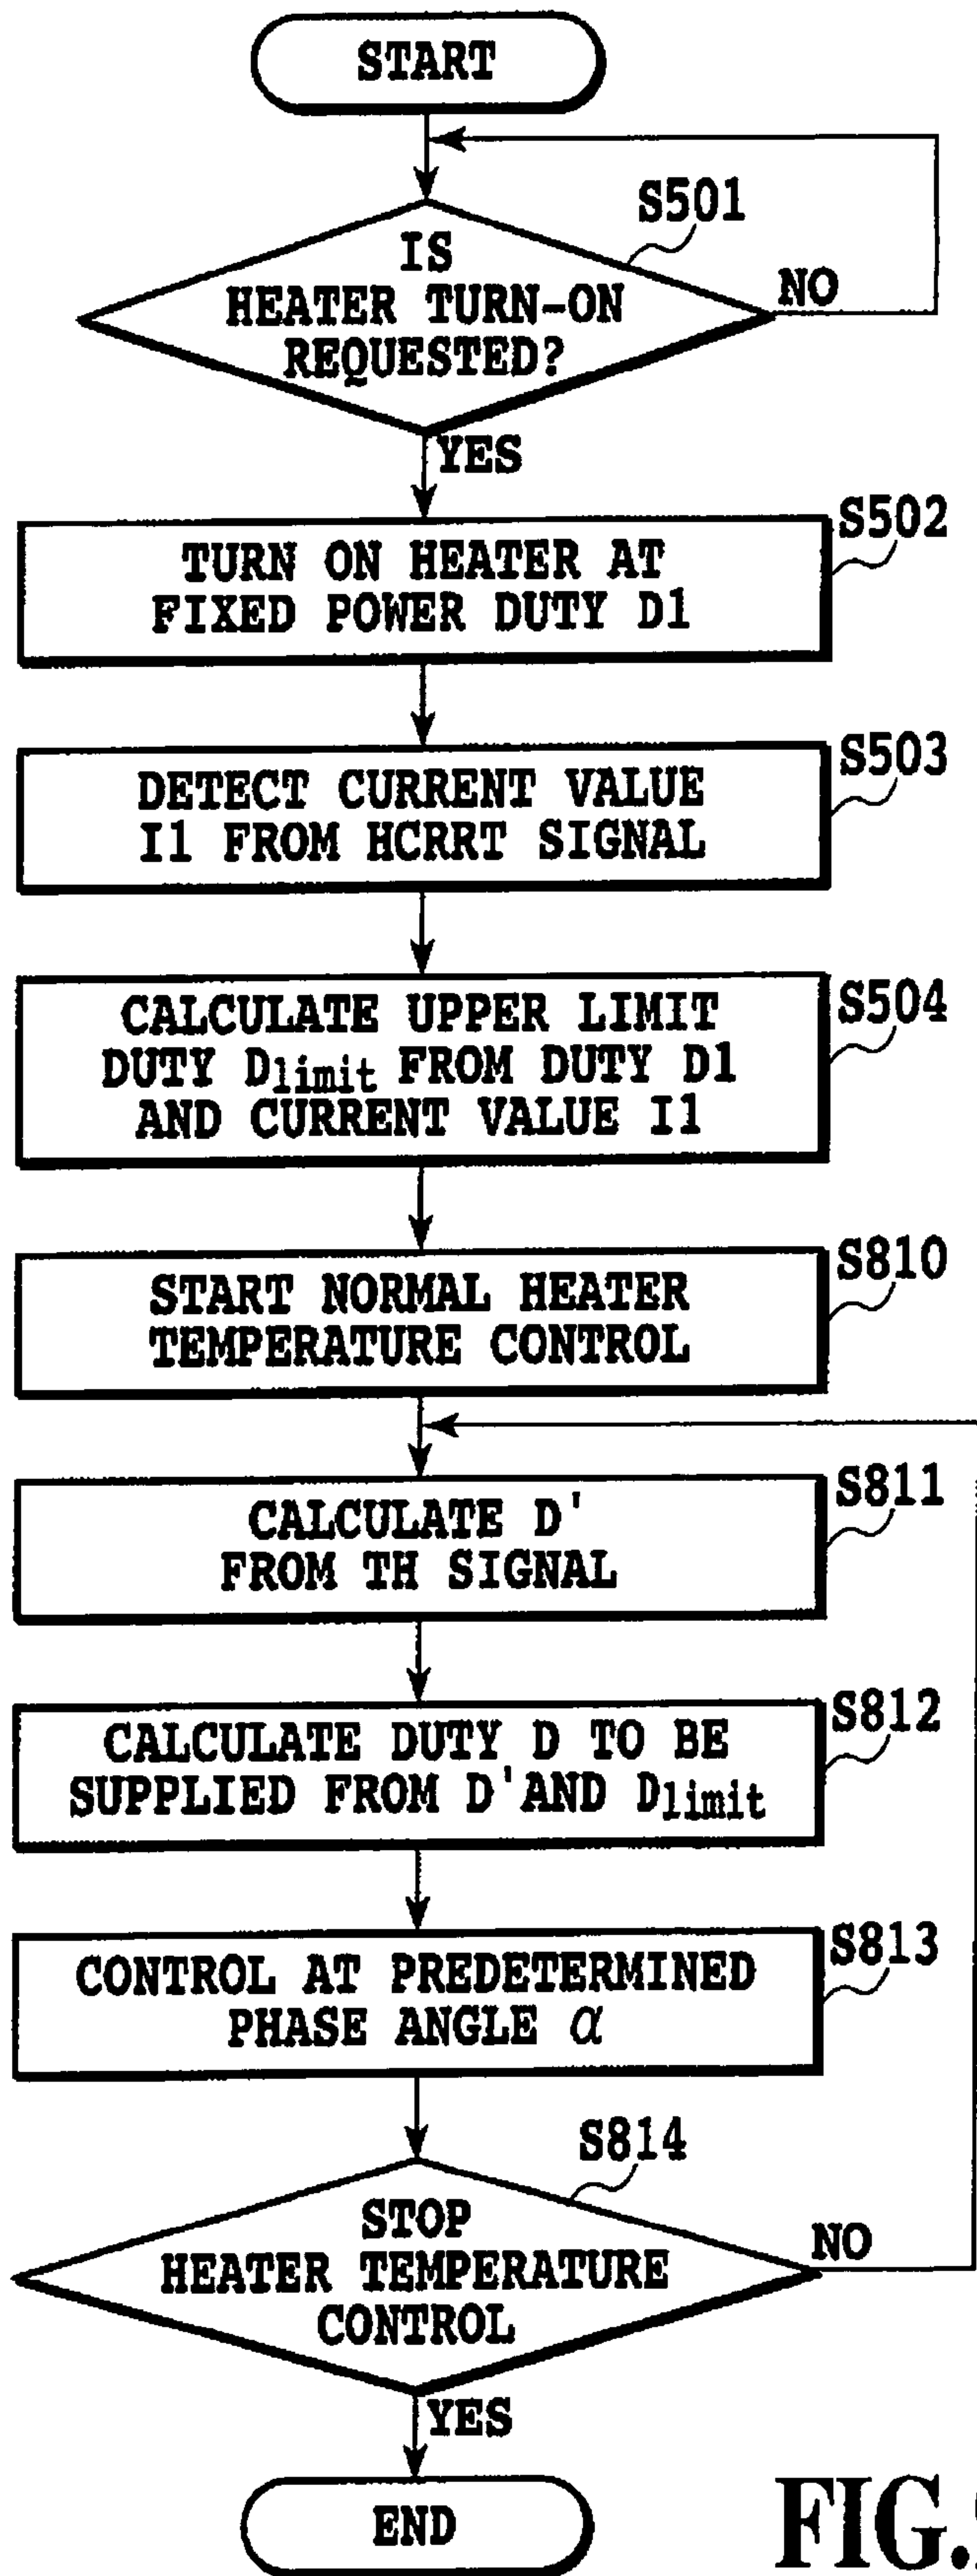 START
S501
IS
HEATER TURN-ON
REQUESTED?
NO
YES
S502
TURN ON HEATER AT
FIXED POWER DUTY D1
S503
DETECT CURRENT VALUE
I1 FROM HCRRT SIGNAL
S504
CALCULATE UPPER LIMIT
DUTY Dlimit FROM DUTY D1
AND CURRENT VALUE I1
S810
START NORMAL HEATER
TEMPERATURE CONTROL
S811
CALCULATE D'
FROM TH SIGNAL
S812
CALCULATE DUTY D TO BE
SUPPLIED FROM D'AND Dlimit
S813
CONTROL AT PREDETERMINED
PHASE ANGLE α
S814
STOP
HEATER TEMPERATURE
CONTROL
NO
YES
END
FIG.